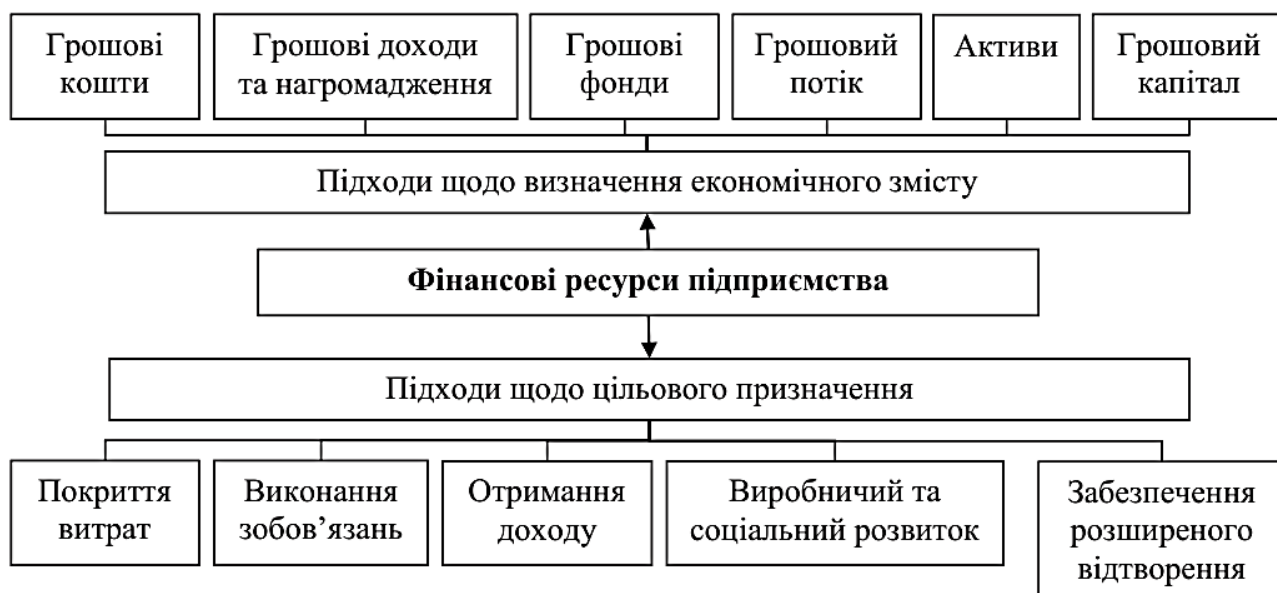 Грошові
кошти
Грошові доходи
та нагромадження
Грошові
фонди
Грошовий
потік
Активи
Грошовий
капітал
Підходи щодо визначення економічного змісту
Фінансові ресурси підприємства
Підходи щодо цільового призначення
Покриття
витрат
Виконання
зобов’язань
Отримання
доходу
Виробничий та
соціальний розвиток
Забезпечення
розширеного
відтворення